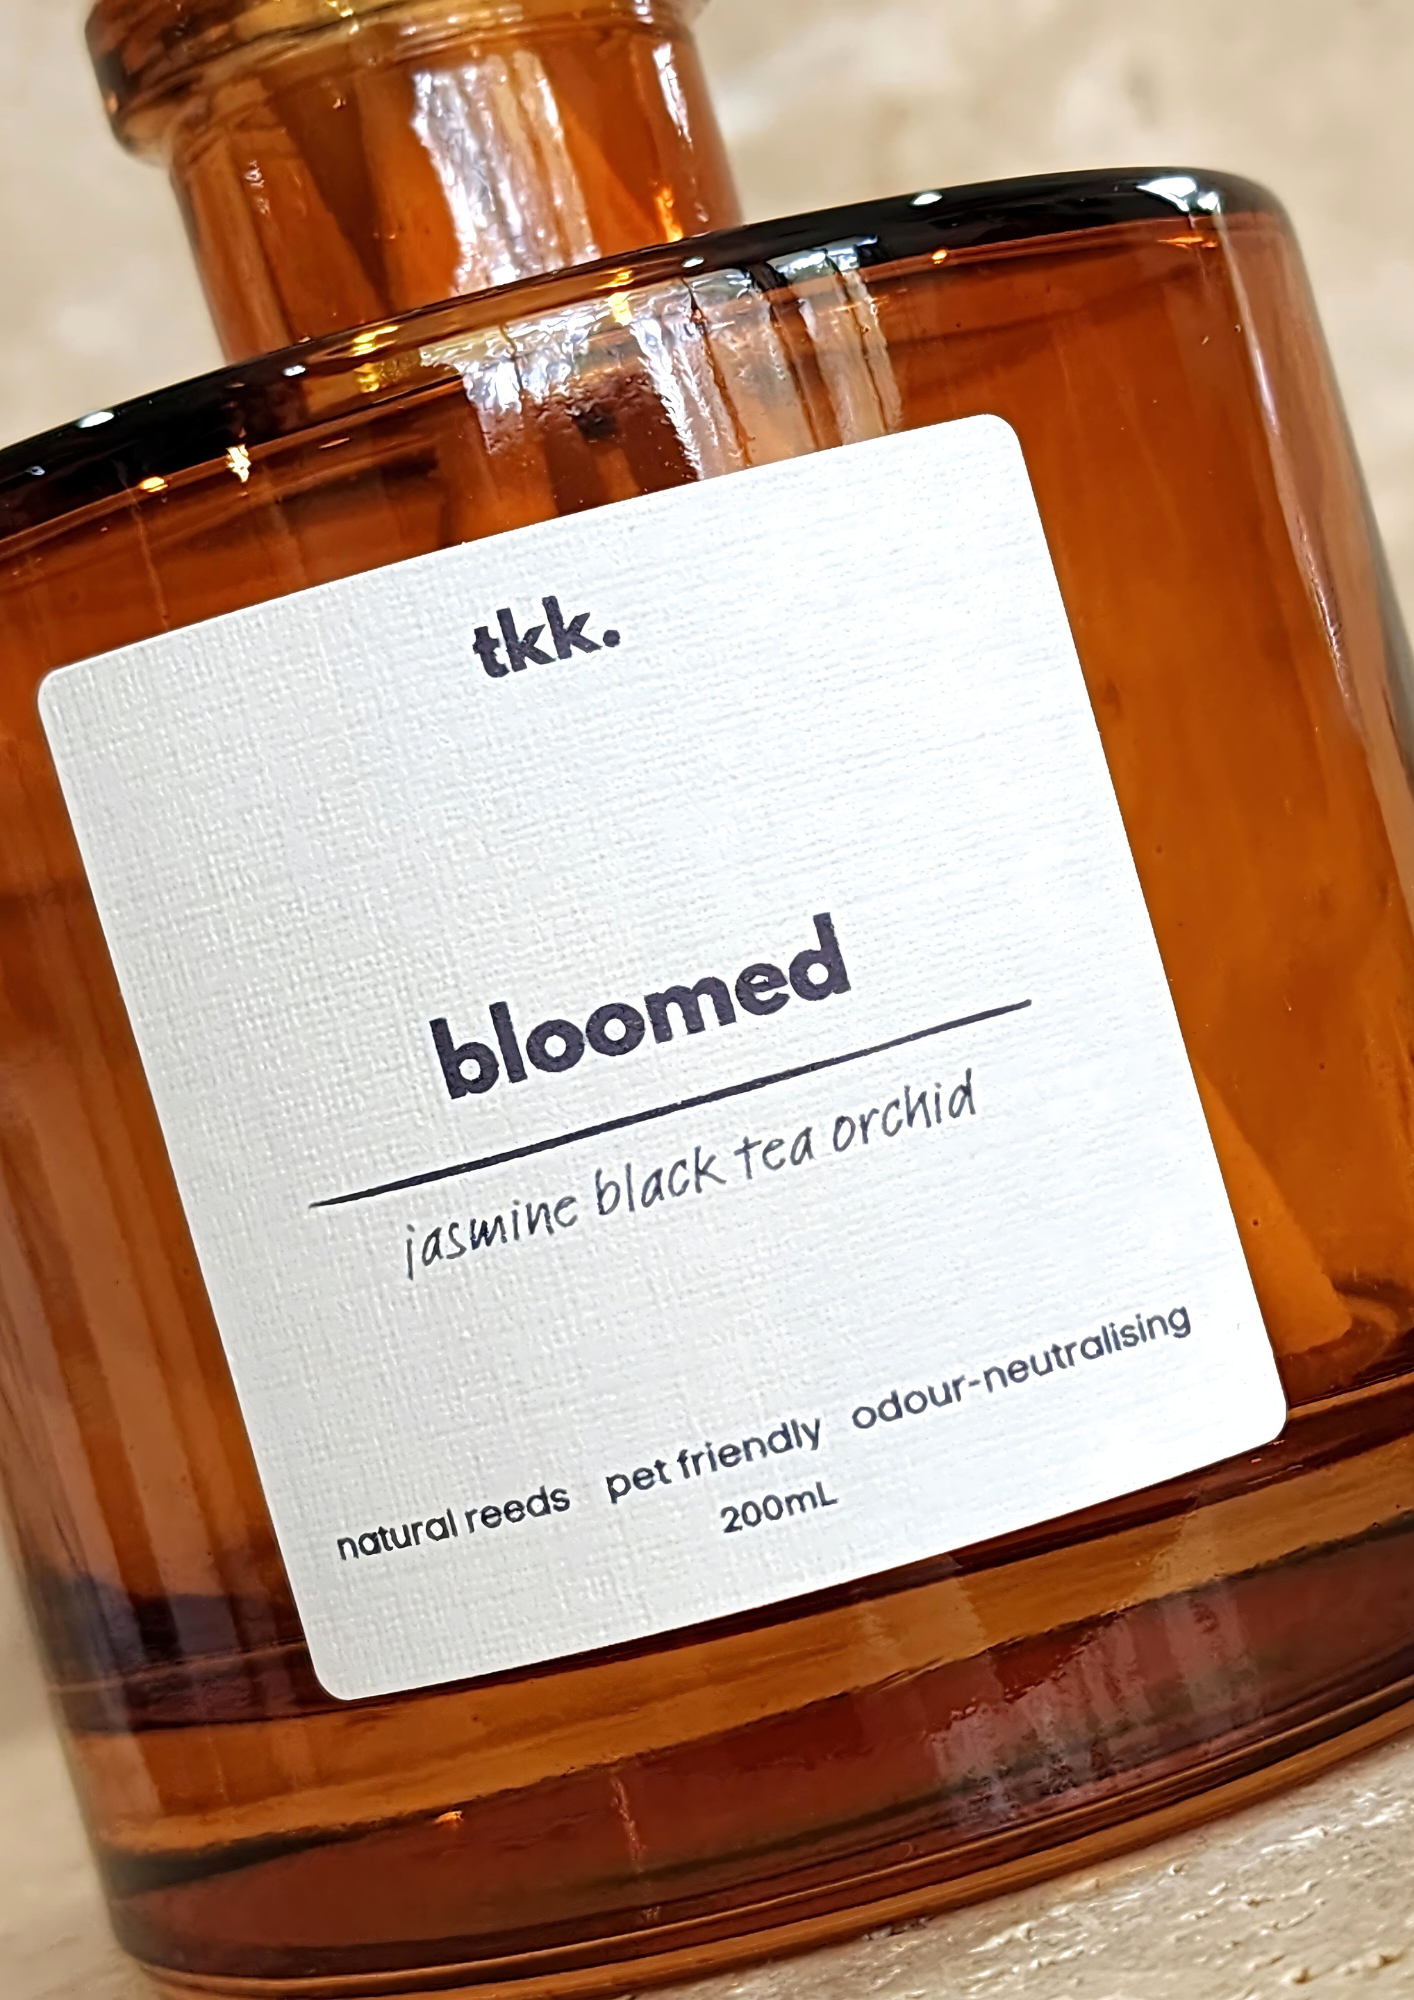 tkk.
bloomed
jasmine black tea orchid
natural reeds pet friendly odour-neutralising
200mL